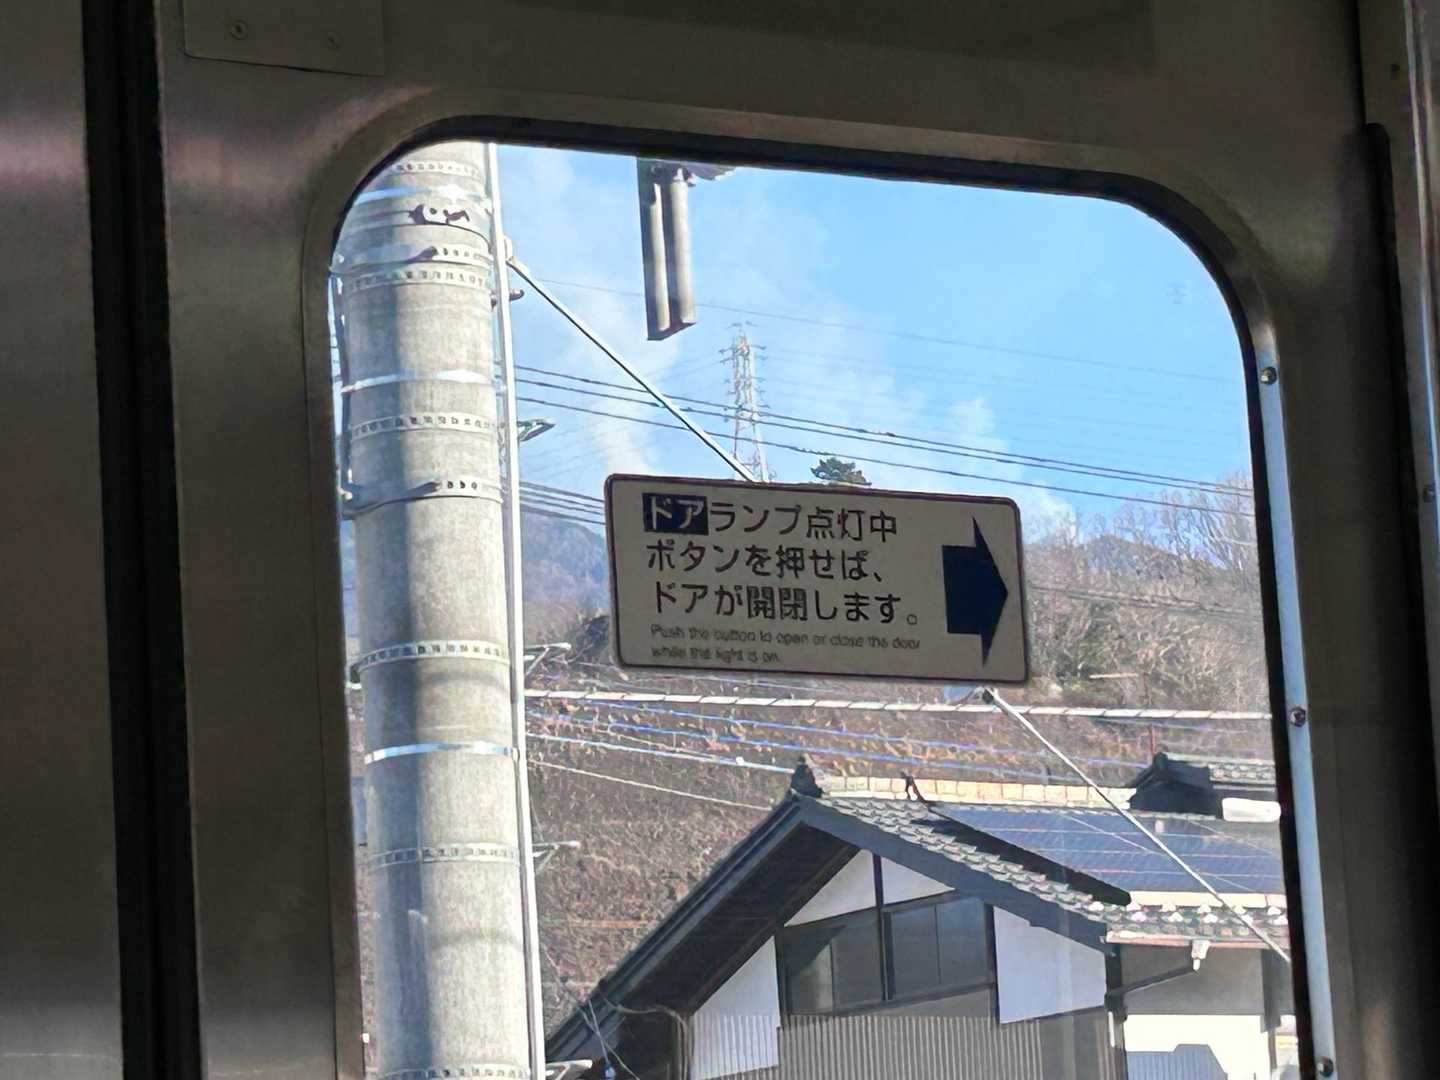 ドアランプ点灯中
ボタンを押せば、
ドアが開閉します。
Push the button to open or close the door
while the light is on.